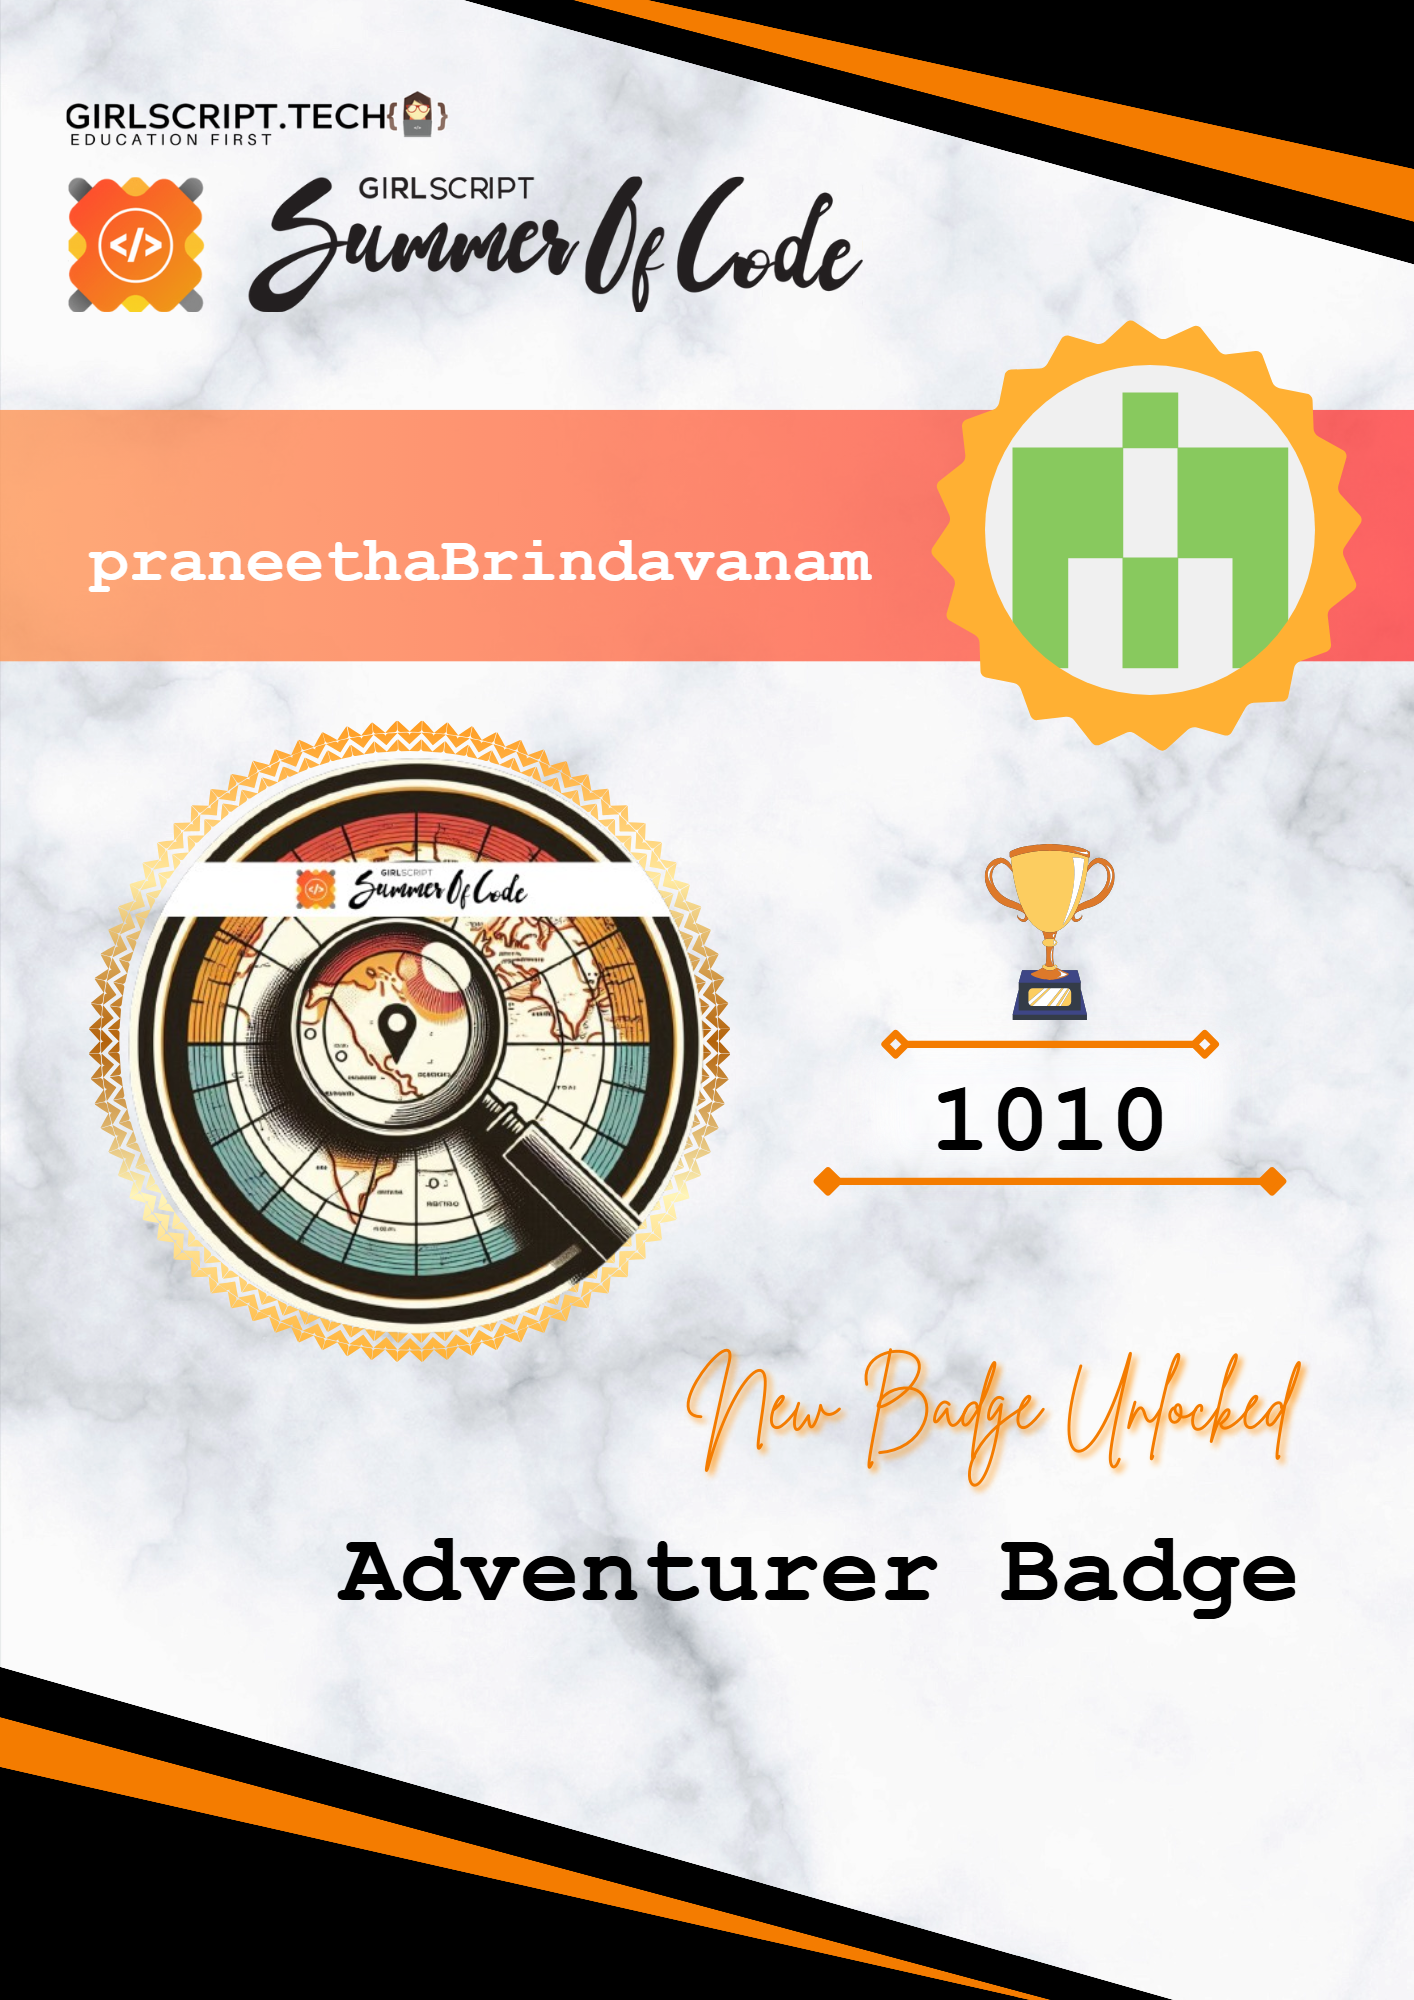 GIRLSCRIPT.TECH{ }
EDUCATION FIRST
</>
GIRLSCRIPT
Summer Of Code
praneethaBrindavanam
</>
GIRLSCRIPT
Summer Of Code
1010
New Badge Unlocked
Adventurer Badge